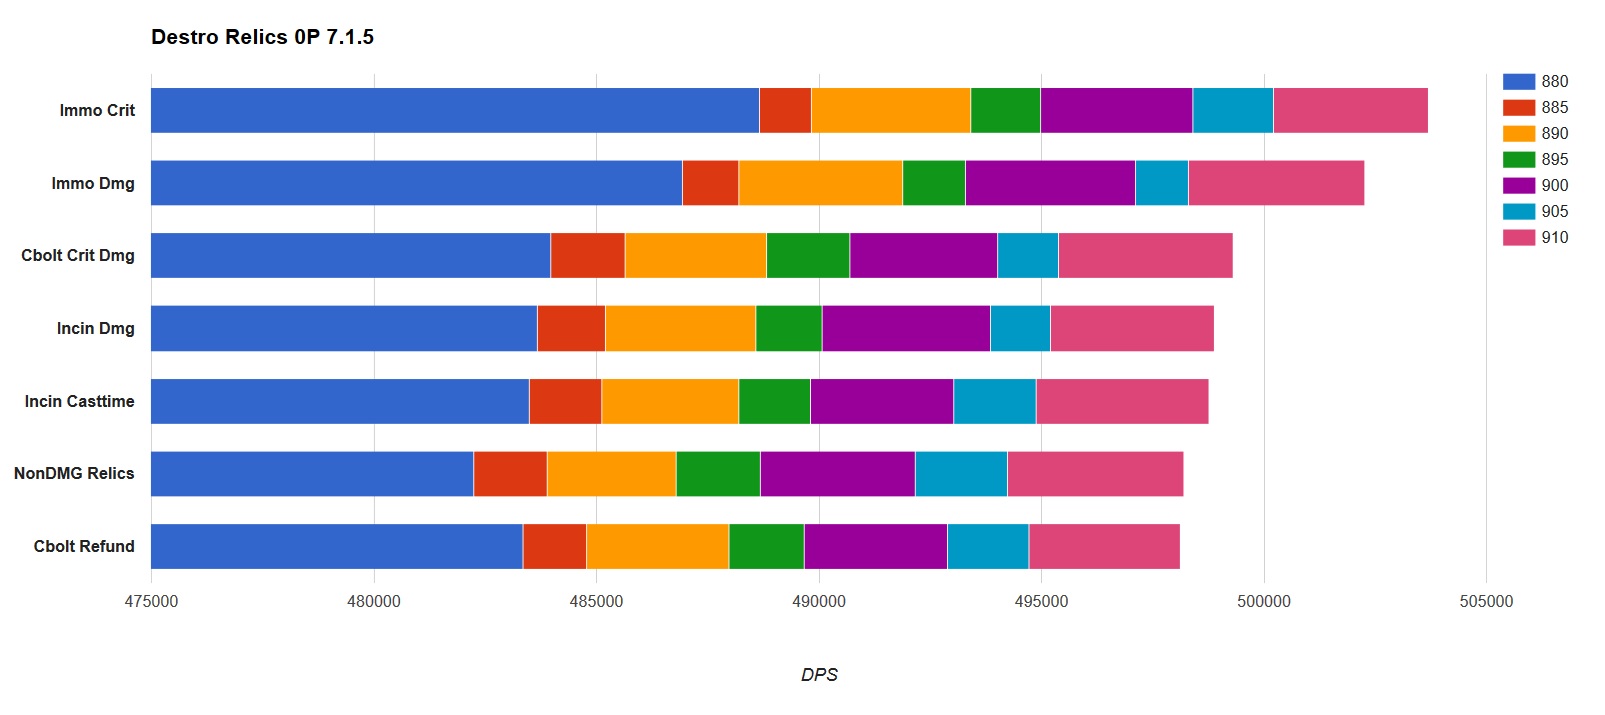 Destro Relics 0P 7.1.5
Immo Crit
Immo Dmg
Cbolt Crit Dmg
Incin Dmg
Incin Casttime
NonDMG Relics
Cbolt Refund
475000 480000 485000 490000 495000 500000 505000
DPS
880
885
890
895
900
905
910